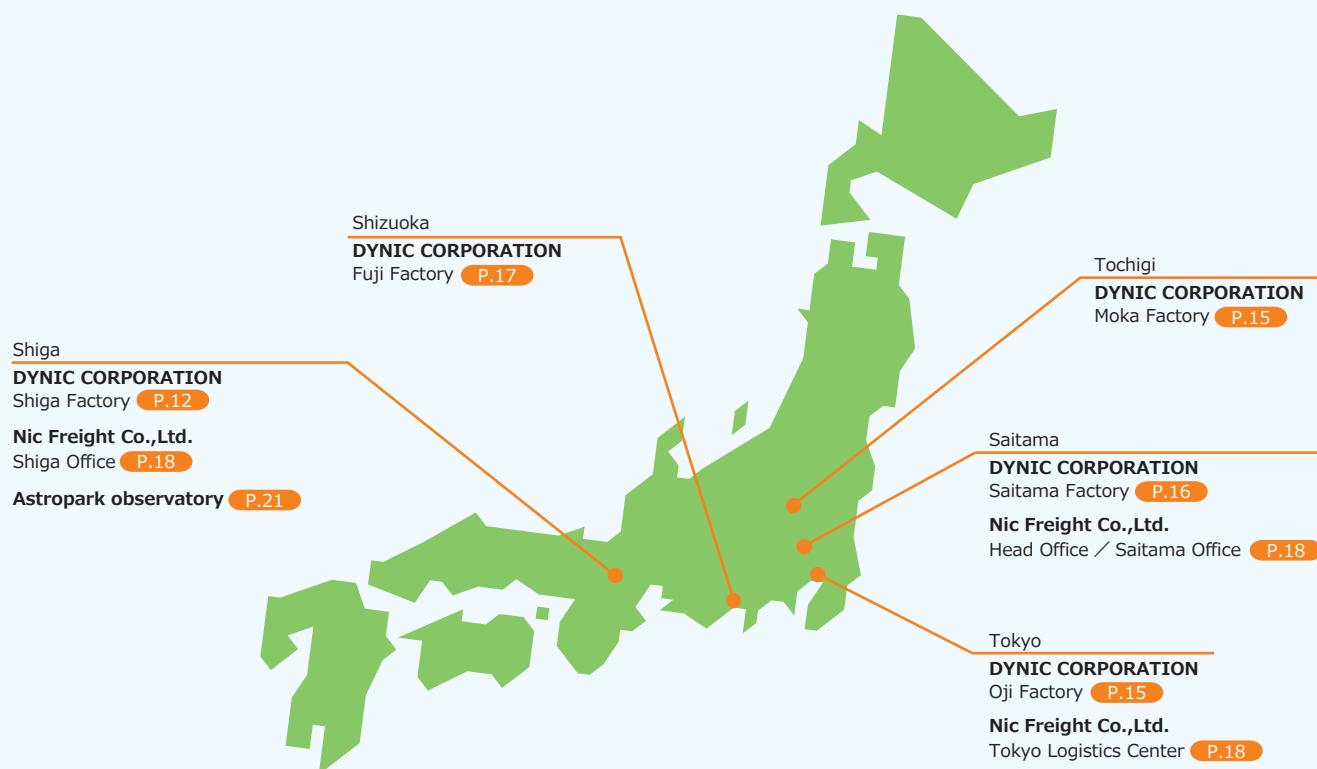 Shizuoka
DYNIC CORPORATION
Fuji Factory P.17
Tochigi
DYNIC CORPORATION
Moka Factory P.15
Shiga
DYNIC CORPORATION
Shiga Factory P.12
Nic Freight Co.,Ltd.
Shiga Office P.18
Astropark observatory P.21
Saitama
DYNIC CORPORATION
Saitama Factory P.16
Nic Freight Co.,Ltd.
Head Office ／ Saitama Office P.18
Tokyo
DYNIC CORPORATION
Oji Factory P.15
Nic Freight Co.,Ltd.
Tokyo Logistics Center P.18